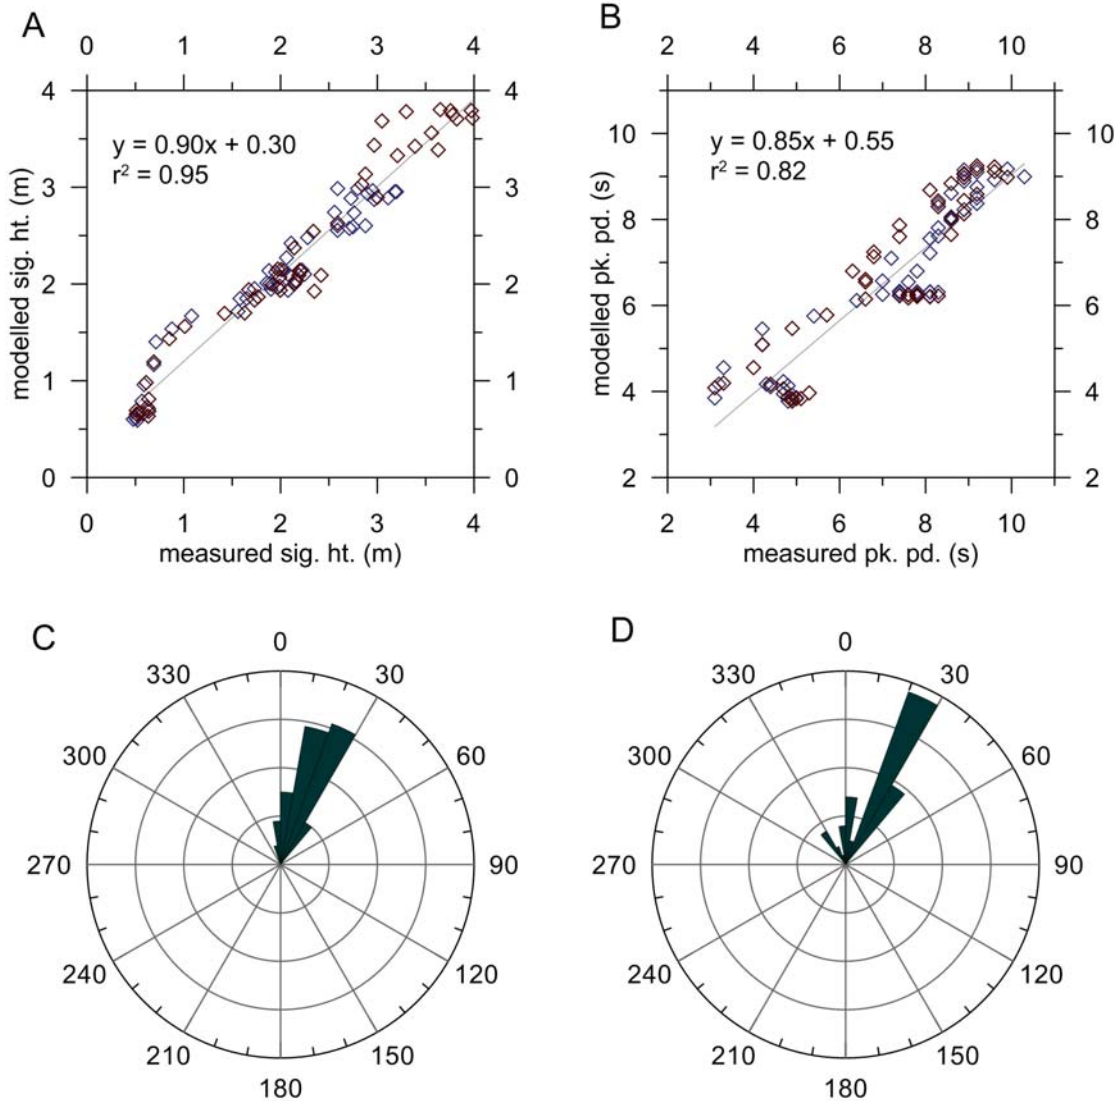 A
0 1 2 3 4
4 4
y = 0.90x + 0.30
r² = 0.95
3 3
2 2
1 1
0 0
modelled sig. ht. (m)
0 1 2 3 4
measured sig. ht. (m)
B
2 4 6 8 10
10 10
y = 0.85x + 0.55
r² = 0.82
8 8
6 6
4 4
2 2
modelled pk. pd. (s)
2 4 6 8 10
measured pk. pd. (s)
C
0
330 30
300 60
270 90
240 120
210 150
180
D
0
330 30
300 60
270 90
240 120
210 150
180